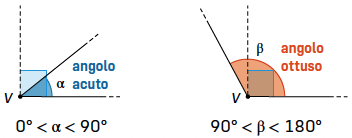 angolo
α acuto
V
0° < α < 90°
β angolo
ottuso
V
90° < β < 180°